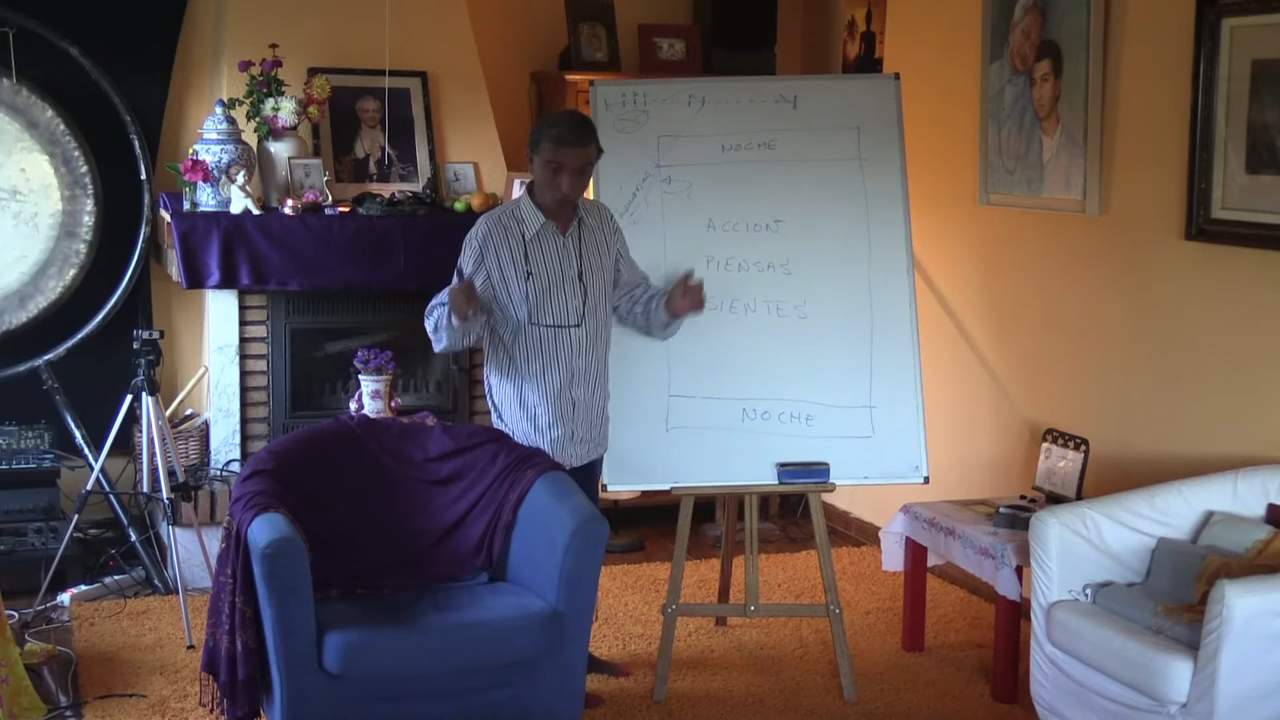 NOCHE
ACCION
PIENSAS
SIENTES
NOCHE